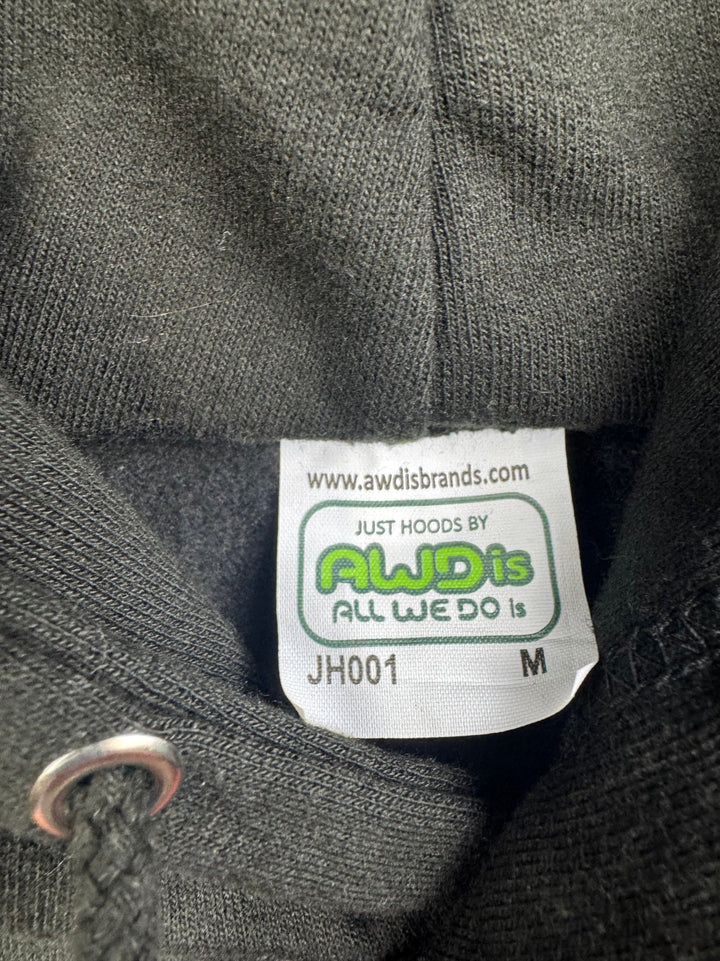 www.awdisbrands.com
JUST HOODS BY
AWDis
ALL WE DO is
JH001 M